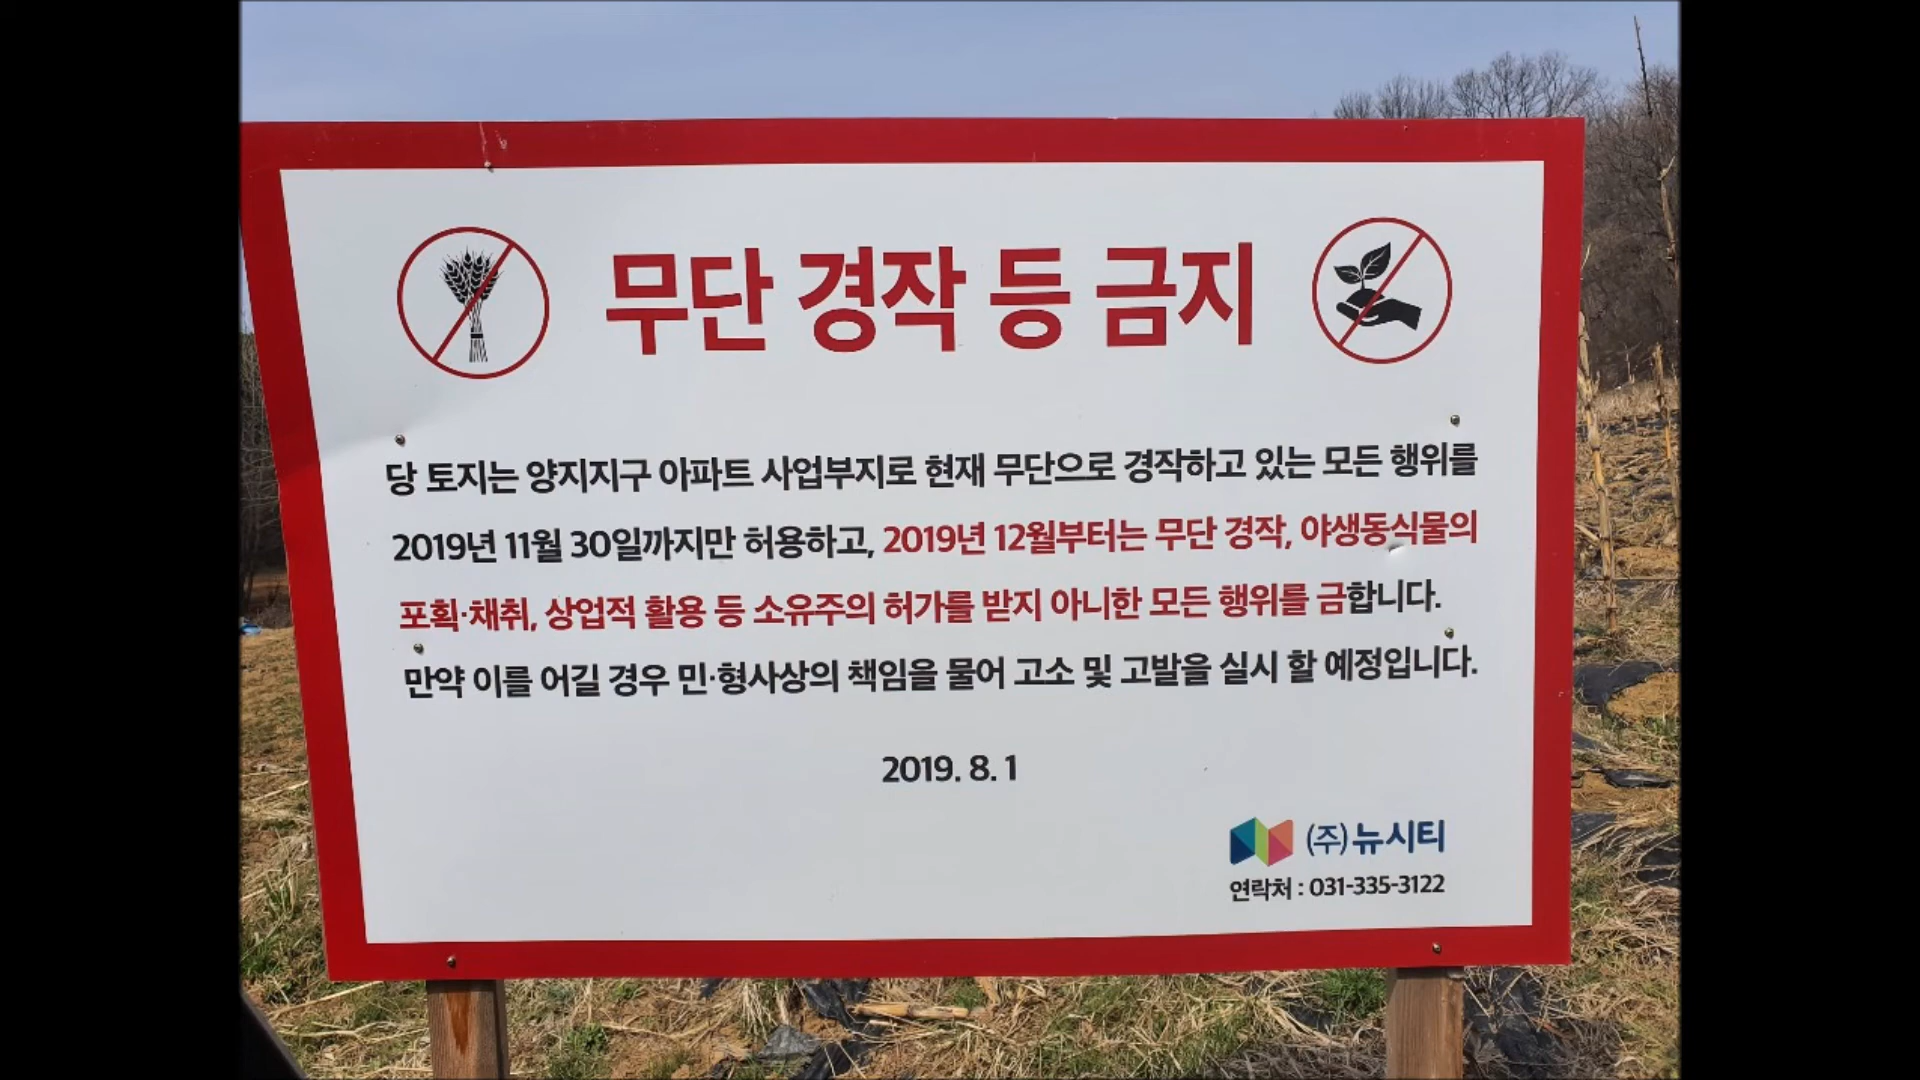 무단 경작 등 금지
당 토지는 양지지구 아파트 사업부지로 현재 무단으로 경작하고 있는 모든 행위를
2019년 11월 30일까지만 허용하고, 2019년 12월부터는 무단 경작, 야생동식물의
포획·채취, 상업적 활용 등 소유주의 허가를 받지 아니한 모든 행위를 금합니다.
만약 이를 어길 경우 민·형사상의 책임을 물어 고소 및 고발을 실시 할 예정입니다.
2019. 8. 1
(주)뉴시티
연락처 : 031-335-3122